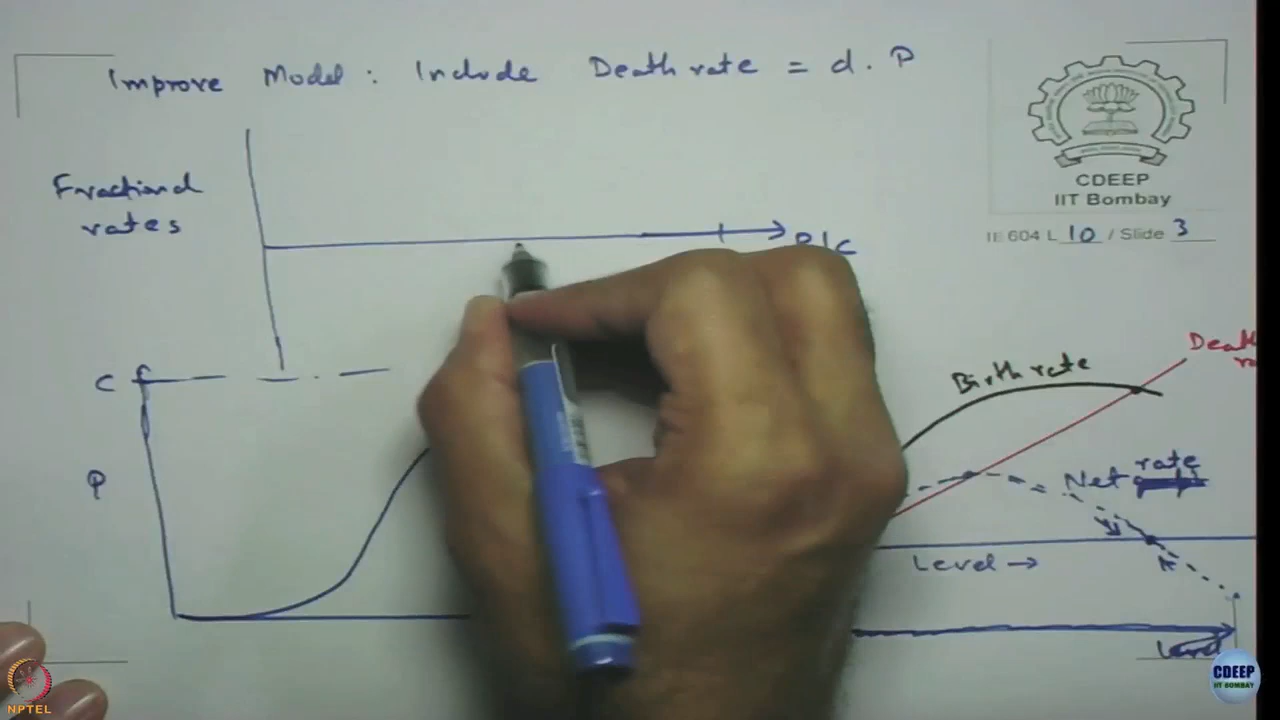 Improve Model : Include Death rate = d . P
CDEEP
IIT Bombay
IE 604 L 10 / Slide 3
Fractional
rates
P/C
C
P
Birth rate
Death
Net rate
Level →
Level
NPTEL
CDEEP
IIT BOMBAY